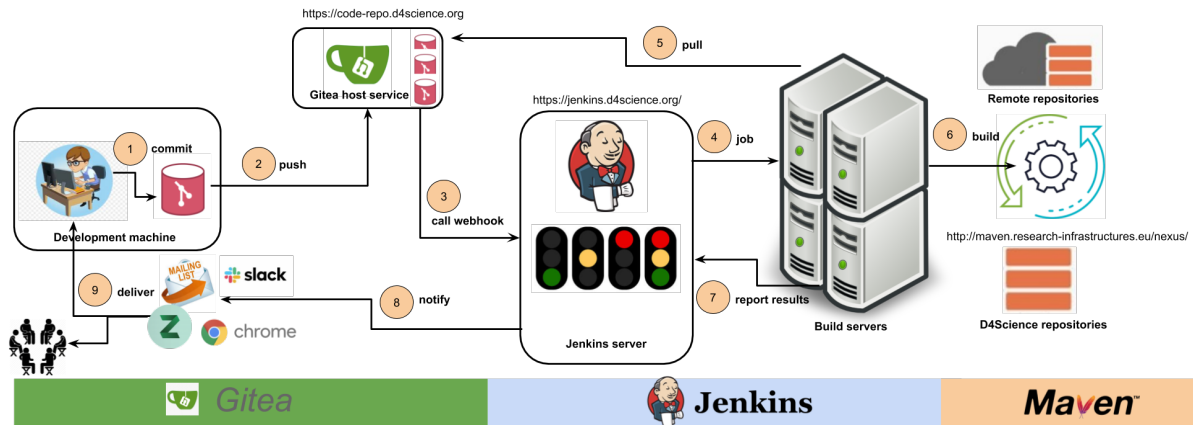 https://code-repo.d4science.org
5 pull
Gitea host service
Remote repositories
https://jenkins.d4science.org/
1 commit
4 job
6 build
2 push
3
call webhook
Development machine
http://maven.research-infrastructures.eu/nexus/
MAILING LIST
slack
9 deliver
8 notify
7 report results
Z
chrome
Build servers
D4Science repositories
Jenkins server
Gitea
Jenkins
Maven™